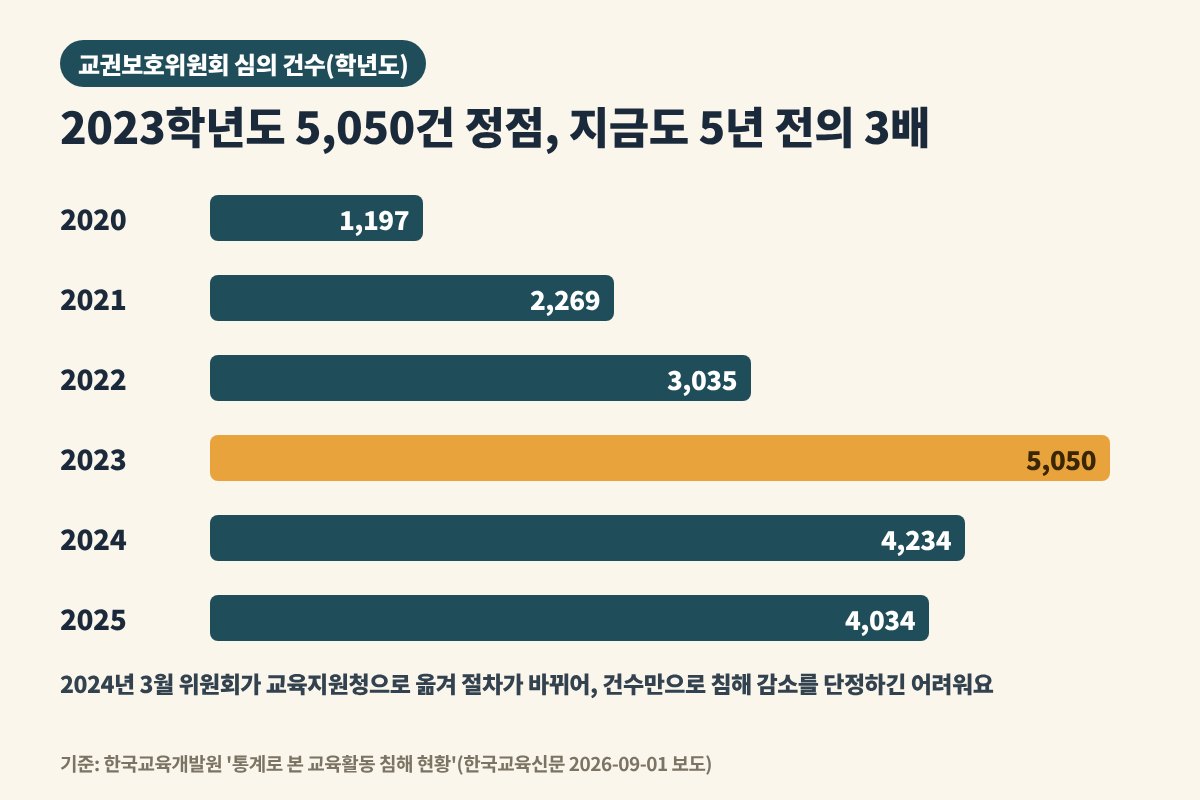 교권보호위원회 심의 건수(학년도)
2023학년도 5,050건 정점, 지금도 5년 전의 3배
2020 1,197
2021 2,269
2022 3,035
2023 5,050
2024 4,234
2025 4,034
2024년 3월 위원회가 교육지원청으로 옮겨 절차가 바뀌어, 건수만으로 침해 감소를 단정하긴 어려워요
기준: 한국교육개발원 '통계로 본 교육활동 침해 현황'(한국교육신문 2026-09-01 보도)